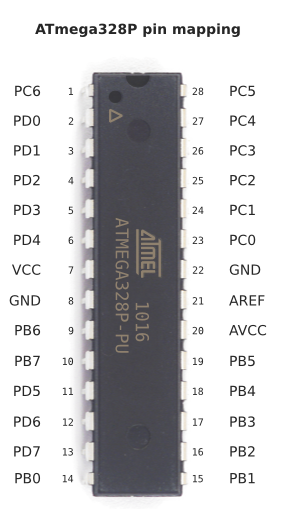 ATmega328P pin mapping
PC6 1 28 PC5
PD0 2 27 PC4
PD1 3 26 PC3
PD2 4 25 PC2
PD3 5 24 PC1
PD4 6 23 PC0
VCC 7 22 GND
GND 8 21 AREF
PB6 9 20 AVCC
PB7 10 19 PB5
PD5 11 18 PB4
PD6 12 17 PB3
PD7 13 16 PB2
PB0 14 15 PB1
ATMEL
1016
ATMEGA328P-PU